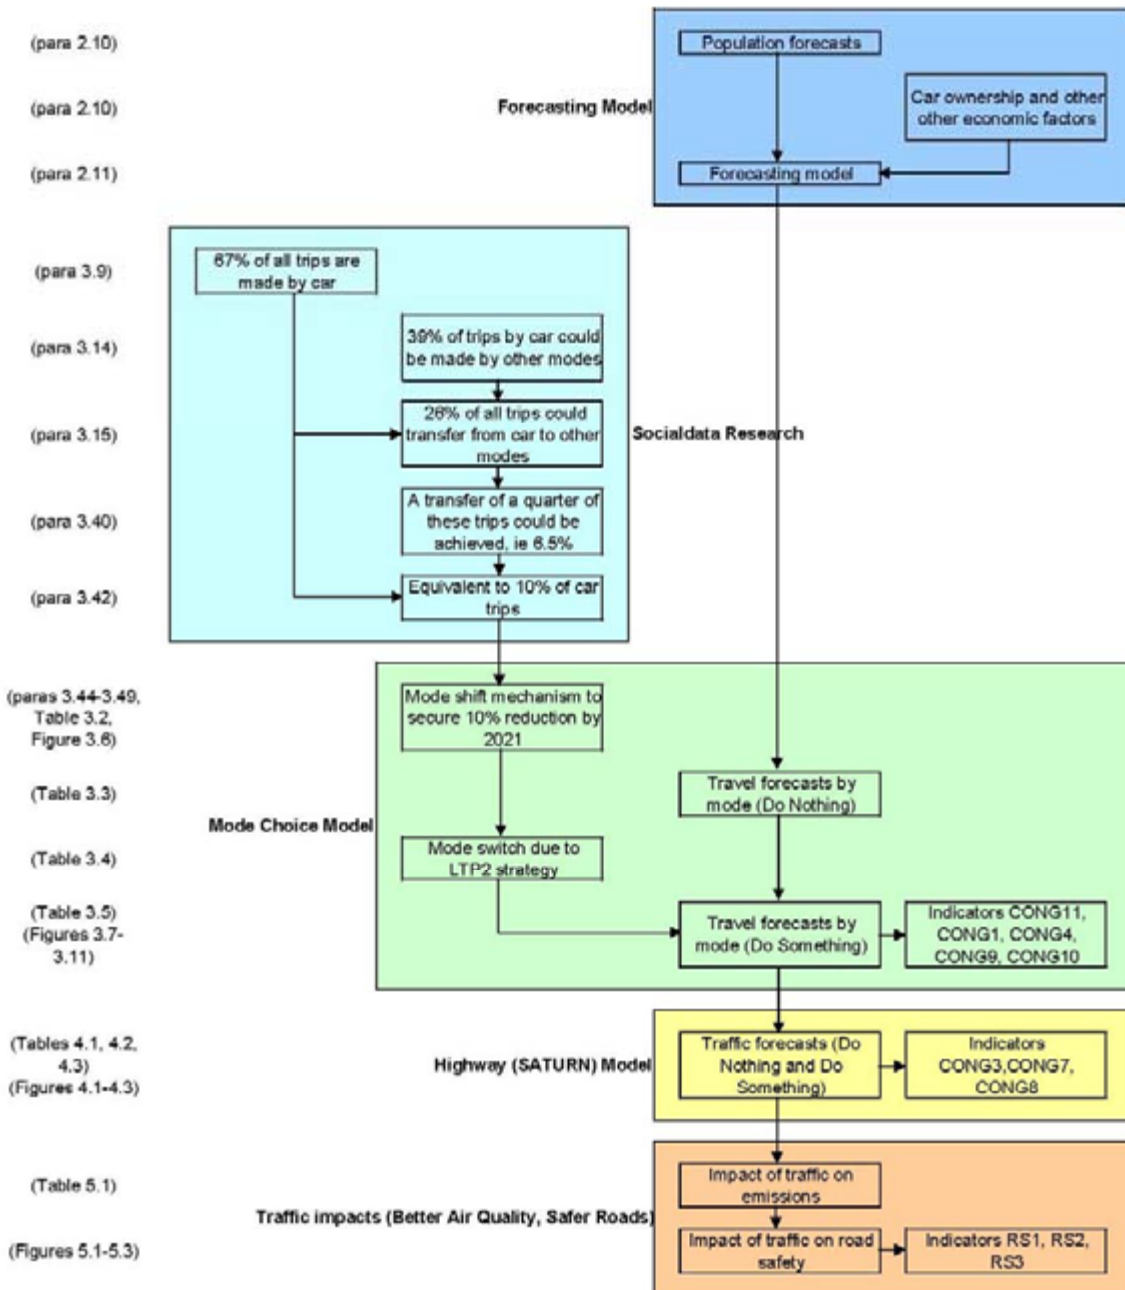 (para 2.10)
Population forecasts
(para 2.10)
Forecasting Model
Car ownership and other
other economic factors
(para 2.11)
Forecasting model
(para 3.9)
67% of all trips are
made by car
(para 3.14)
39% of trips by car could
be made by other modes
(para 3.15)
26% of all trips could
transfer from car to other
modes
Socialdata Research
(para 3.40)
A transfer of a quarter of
these trips could be
achieved, ie 6.5%
(para 3.42)
Equivalent to 10% of car
trips
(paras 3.44-3.49,
Table 3.2,
Figure 3.6)
Mode shift mechanism to
secure 10% reduction by
2021
(Table 3.3)
Travel forecasts by
mode (Do Nothing)
Mode Choice Model
(Table 3.4)
Mode switch due to
LTP2 strategy
(Table 3.5)
(Figures 3.7-
3.11)
Travel forecasts by
mode (Do Something)
Indicators CONG11,
CONG1, CONG4,
CONG9, CONG10
(Tables 4.1, 4.2,
4.3)
(Figures 4.1-4.3)
Highway (SATURN) Model
Traffic forecasts (Do
Nothing and Do
Something)
Indicators
CONG3,CONG7,
CONG8
(Table 5.1)
Impact of traffic on
emissions
Traffic impacts (Better Air Quality, Safer Roads)
(Figures 5.1-5.3)
Impact of traffic on road
safety
Indicators RS1, RS2,
RS3